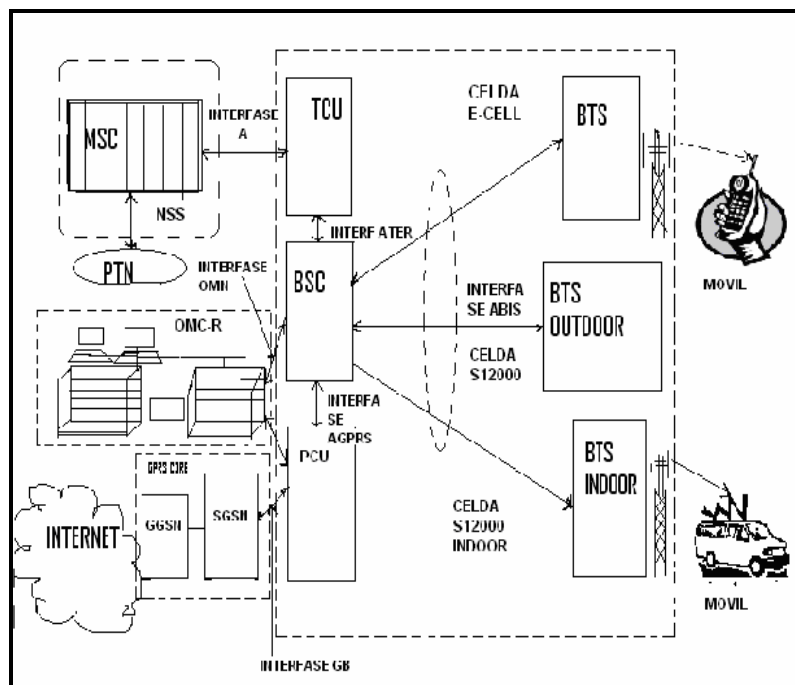 MSC
NSS
PTN
INTERFASE
A
TCU
INTERF ATER
BSC
CELDA
E-CELL
BTS
MOVIL
INTERFASE
OMN
OMC-R
INTERFA
SE ABIS
BTS
OUTDOOR
CELDA
S12000
INTERFA
SE
AGPRS
PCU
GPRS CORE
GGSN
SGSN
INTERNET
CELDA
S12000
INDOOR
BTS
INDOOR
MOVIL
INTERFASE GB